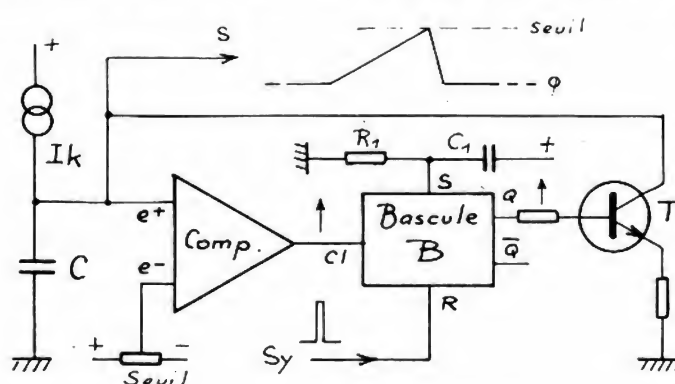 +
S
seuil
φ
Ik
R1
C1
+
S
e+
Comp.
Cl
Bascule
B
Q
Q̅
T
C
e-
R
+ -
Seuil
Sy